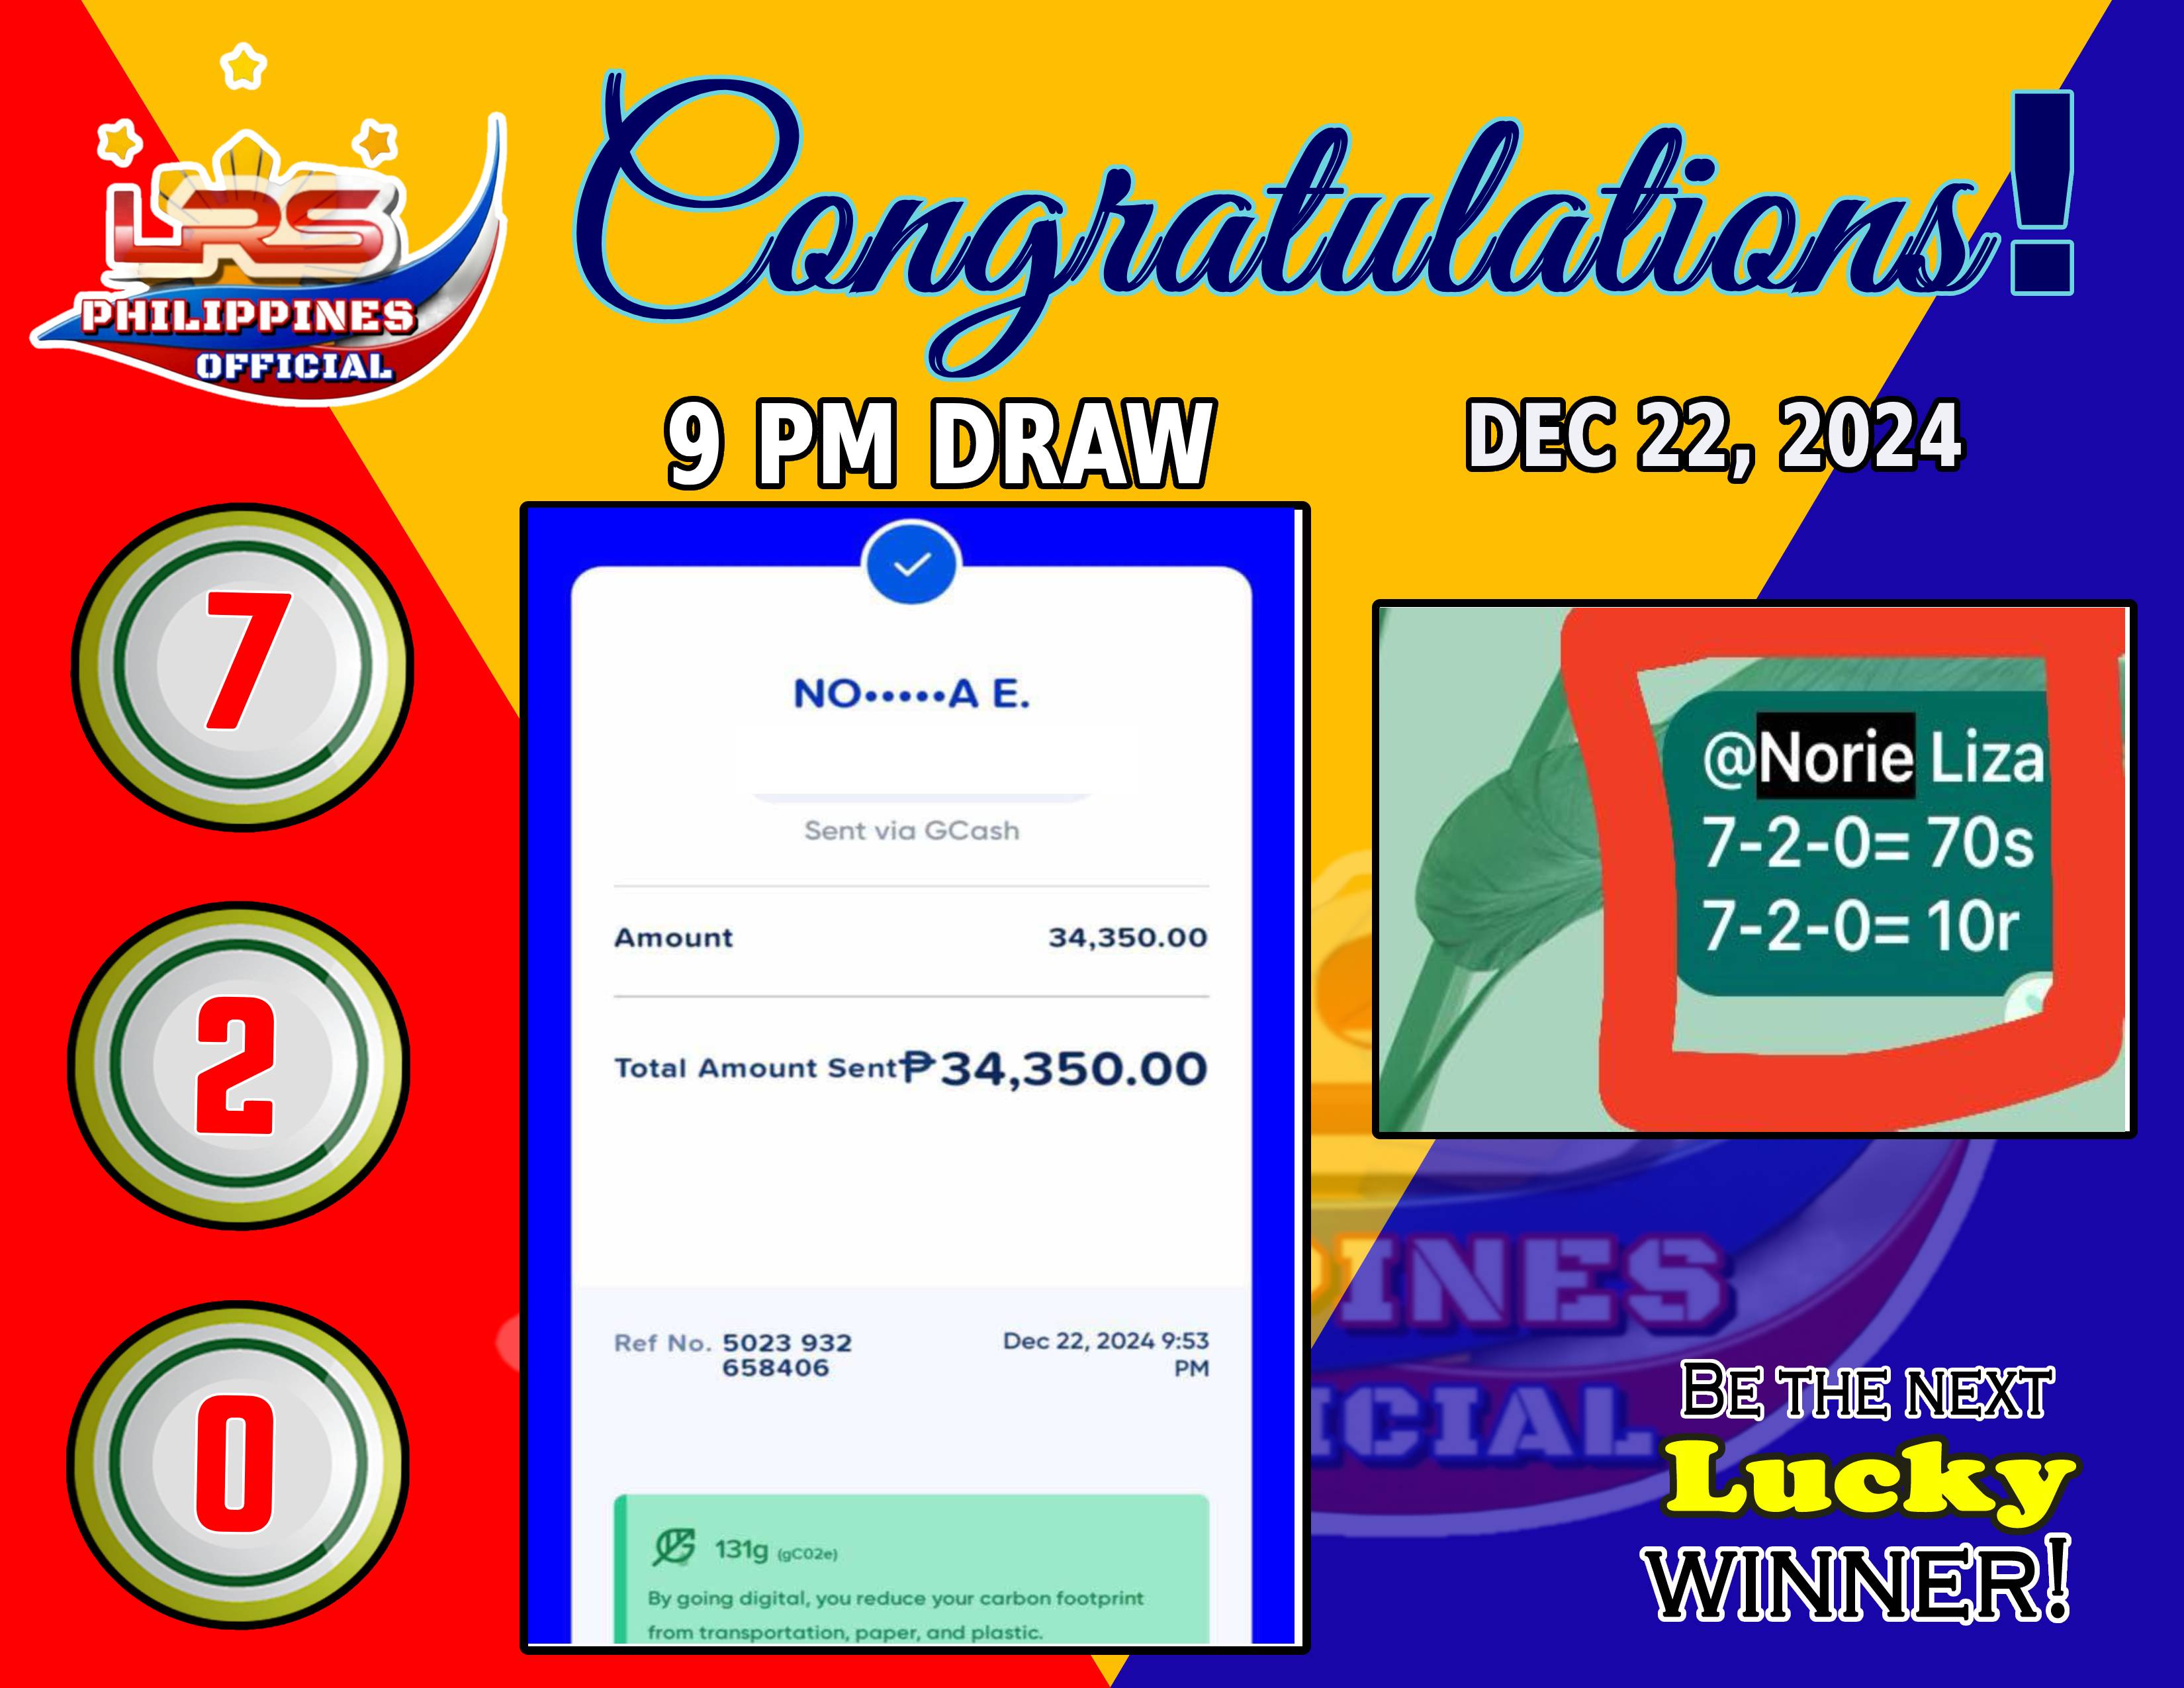 LRS
PHILIPPINES
OFFICIAL
Congratulations!
9 PM DRAW
DEC 22, 2024
7
2
0
NO•••••A E.
Sent via GCash
Amount 34,350.00
Total Amount Sent ₱34,350.00
Ref No. 5023 932
658406
Dec 22, 2024 9:53
PM
131g (gCO2e)
By going digital, you reduce your carbon footprint
from transportation, paper, and plastic.
@Norie Liza
7-2-0= 70s
7-2-0= 10r
PINES
ICIAL
BE THE NEXT
Lucky
WINNER!